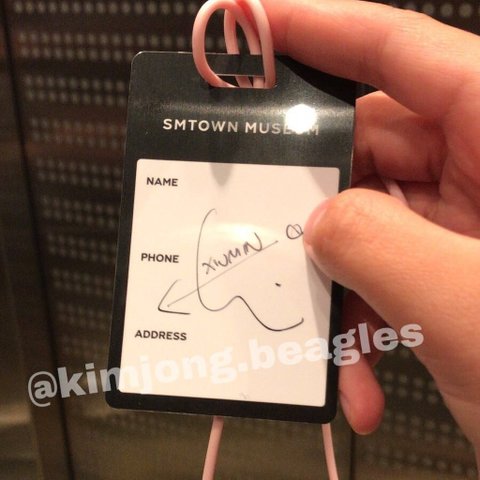 SMTOWN MUSEUM
NAME
PHONE
XIUMIN
ADDRESS
@kimjong.beagles